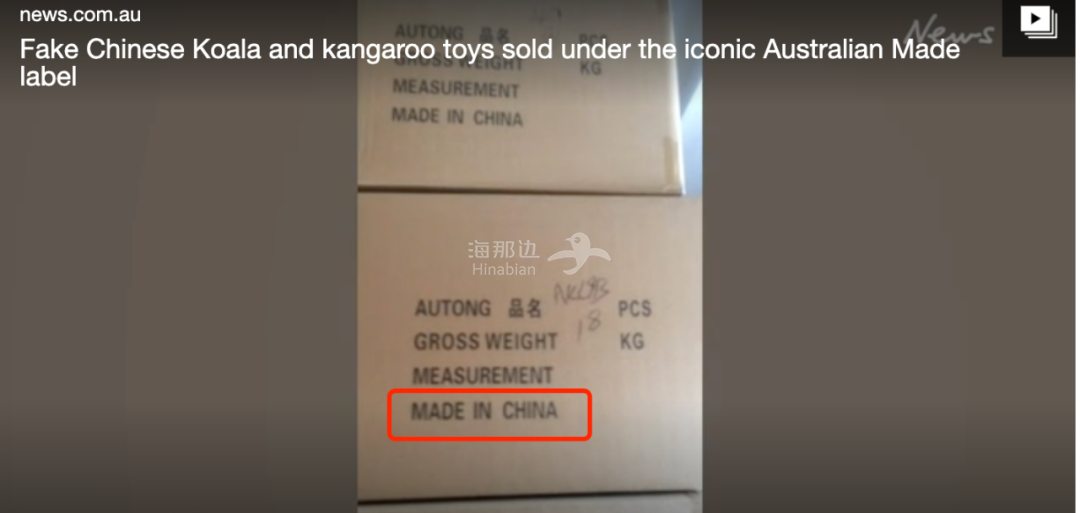 news.com.au
Fake Chinese Koala and kangaroo toys sold under the iconic Australian Made
label
News
AUTONG 品名 PCS
GROSS WEIGHT KG
MEASUREMENT
MADE IN CHINA
海那边
Hinabian
AUTONG 品名 PCS
18
GROSS WEIGHT KG
MEASUREMENT
MADE IN CHINA